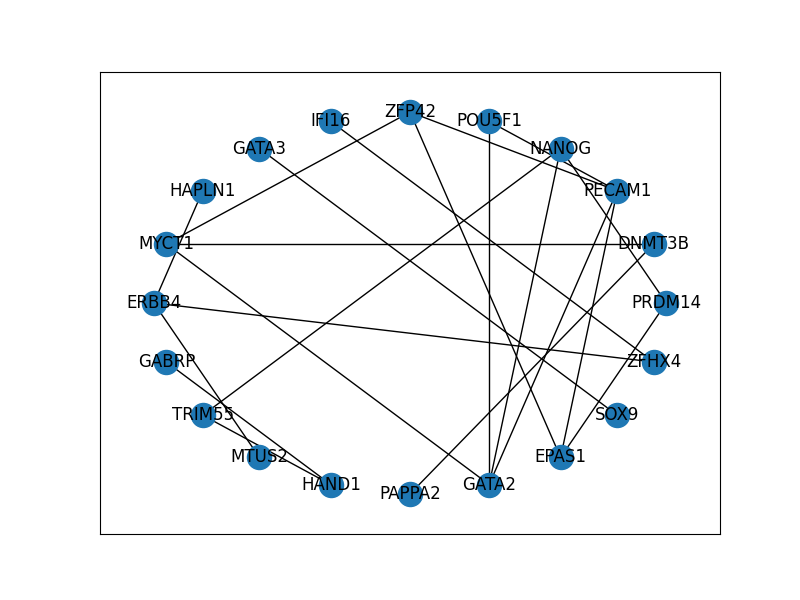 ZFP42
IFI16
POU5F1
GATA3
NANOG
HAPLN1
PECAM1
MYCT1
DNMT3B
ERBB4
PRDM14
GABRP
ZFHX4
TRIM55
SOX9
MTUS2
EPAS1
HAND1
GATA2
PAPPA2